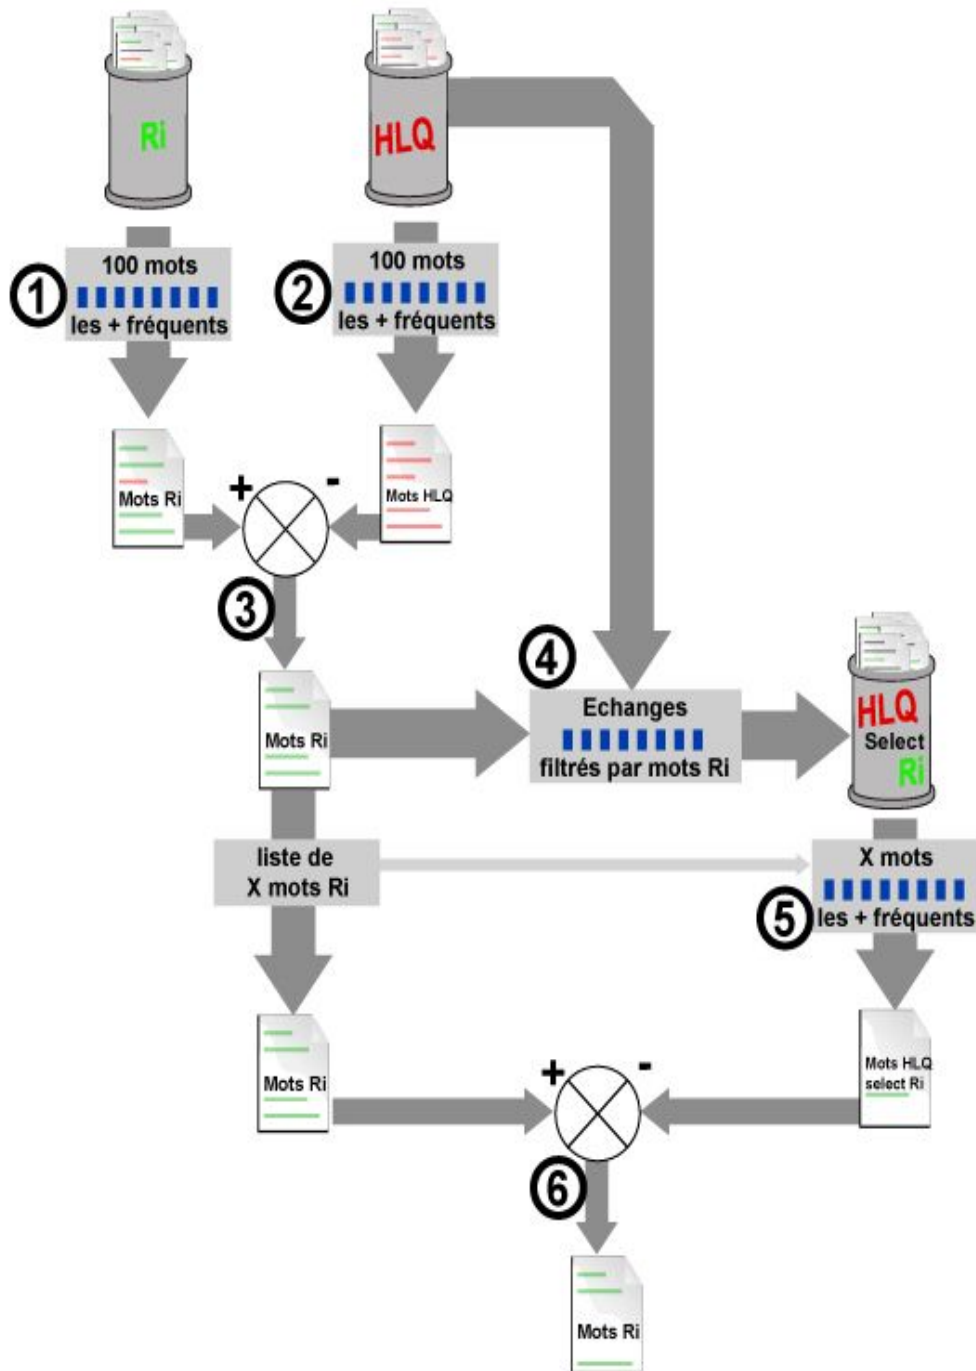 Ri
HLQ
1
100 mots
les + fréquents
2
100 mots
les + fréquents
Mots Ri
+
-
Mots HLQ
3
4
Mots Ri
Echanges
filtrés par mots Ri
HLQ
Select
Ri
liste de
X mots Ri
X mots
5
les + fréquents
Mots Ri
+
-
Mots HLQ
select Ri
6
Mots Ri